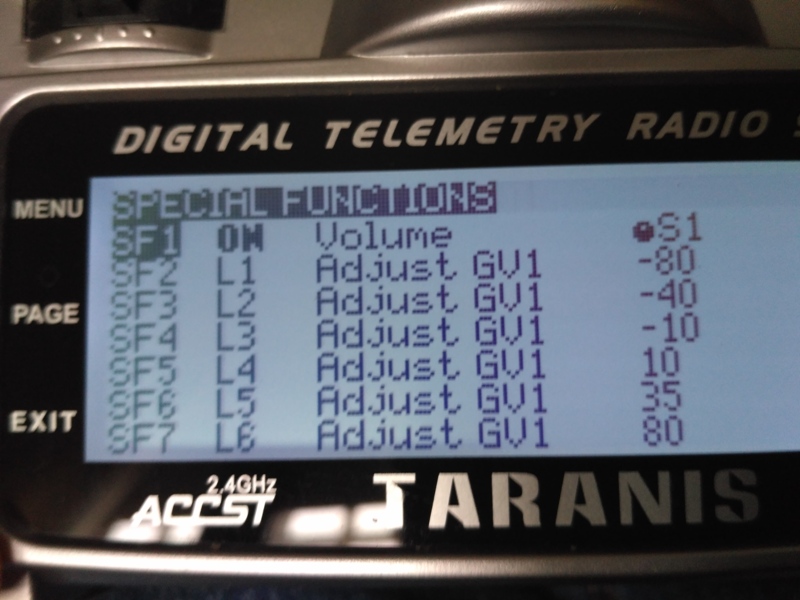 DIGITAL TELEMETRY RADIO
MENU
PAGE
EXIT
SPECIAL FUNCTIONS
SF1 ON Volume S1
SF2 L1 Adjust GV1 -80
SF3 L2 Adjust GV1 -40
SF4 L3 Adjust GV1 -10
SF5 L4 Adjust GV1 10
SF6 L5 Adjust GV1 35
SF7 L6 Adjust GV1 80
2.4GHz
ACCST
TARANIS